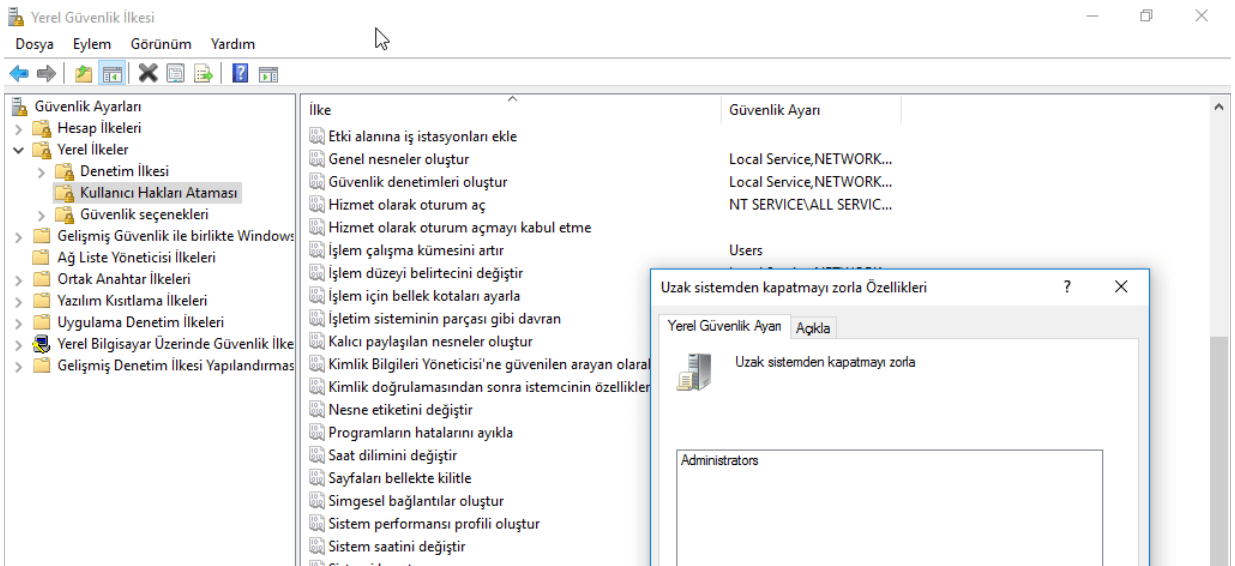 Yerel Güvenlik İlkesi
Dosya Eylem Görünüm Yardım
Güvenlik Ayarları
Hesap İlkeleri
Yerel İlkeler
Denetim İlkesi
Kullanıcı Hakları Ataması
Güvenlik seçenekleri
Gelişmiş Güvenlik ile birlikte Windows
Ağ Liste Yöneticisi İlkeleri
Ortak Anahtar İlkeleri
Yazılım Kısıtlama İlkeleri
Uygulama Denetim İlkeleri
Yerel Bilgisayar Üzerinde Güvenlik İlke
Gelişmiş Denetim İlkesi Yapılandırmas
İlke Güvenlik Ayarı
Etki alanına iş istasyonları ekle
Genel nesneler oluştur Local Service,NETWORK...
Güvenlik denetimleri oluştur Local Service,NETWORK...
Hizmet olarak oturum aç NT SERVICE\ALL SERVIC...
Hizmet olarak oturum açmayı kabul etme
İşlem çalışma kümesini artır Users
İşlem düzeyi belirtecini değiştir
İşlem için bellek kotaları ayarla
İşletim sisteminin parçası gibi davran
Kalıcı paylaşılan nesneler oluştur
Kimlik Bilgileri Yöneticisi'ne güvenilen arayan olaral
Kimlik doğrulamasından sonra istemcinin özellikler
Nesne etiketini değiştir
Programların hatalarını ayıkla
Saat dilimini değiştir
Sayfaları bellekte kilitle
Simgesel bağlantılar oluştur
Sistem performansı profili oluştur
Sistem saatini değiştir
Uzak sistemden kapatmayı zorla Özellikleri
Yerel Güvenlik Ayarı Açıkla
Uzak sistemden kapatmayı zorla
Administrators